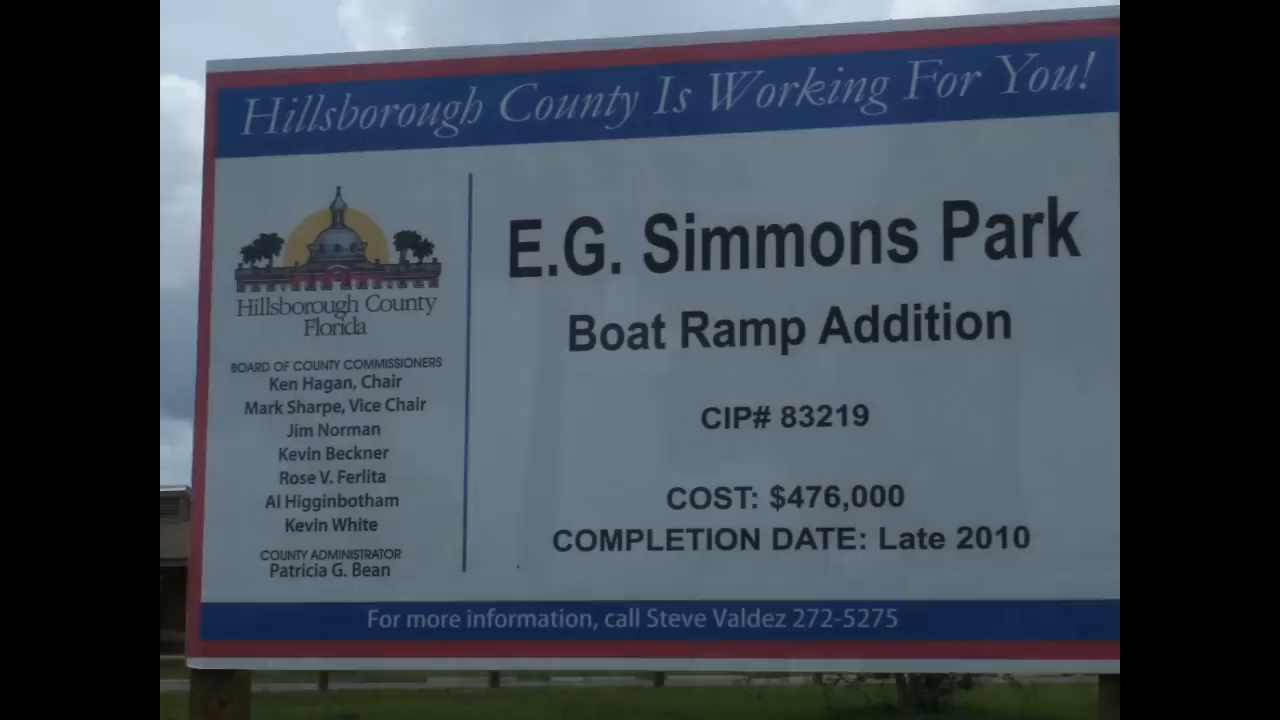 Hillsborough County Is Working For You!
Hillsborough County
Florida
BOARD OF COUNTY COMMISSIONERS
Ken Hagan, Chair
Mark Sharpe, Vice Chair
Jim Norman
Kevin Beckner
Rose V. Ferlita
Al Higginbotham
Kevin White
COUNTY ADMINISTRATOR
Patricia G. Bean
E.G. Simmons Park
Boat Ramp Addition
CIP# 83219
COST: $476,000
COMPLETION DATE: Late 2010
For more information, call Steve Valdez 272-5275